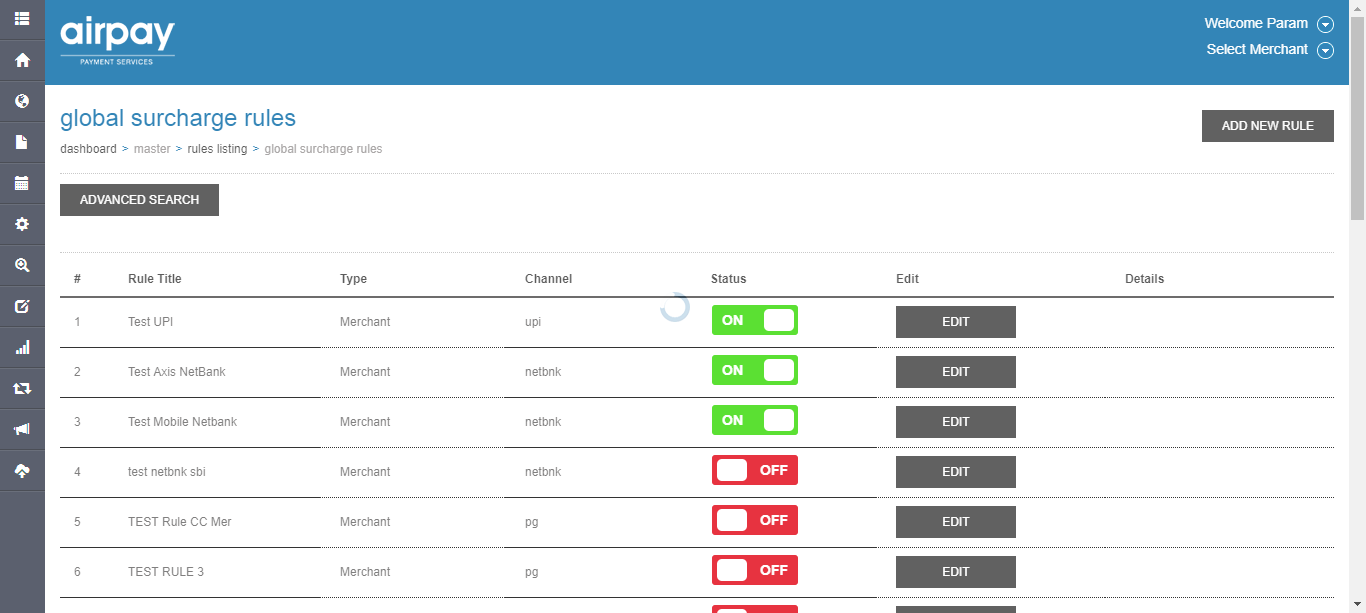 airpay
PAYMENT SERVICES
Welcome Param
Select Merchant
global surcharge rules
dashboard > master > rules listing > global surcharge rules
ADD NEW RULE
ADVANCED SEARCH
# Rule Title Type Channel Status Edit Details
1 Test UPI Merchant upi ON EDIT
2 Test Axis NetBank Merchant netbnk ON EDIT
3 Test Mobile Netbank Merchant netbnk ON EDIT
4 test netbnk sbi Merchant netbnk OFF EDIT
5 TEST Rule CC Mer Merchant pg OFF EDIT
6 TEST RULE 3 Merchant pg OFF EDIT